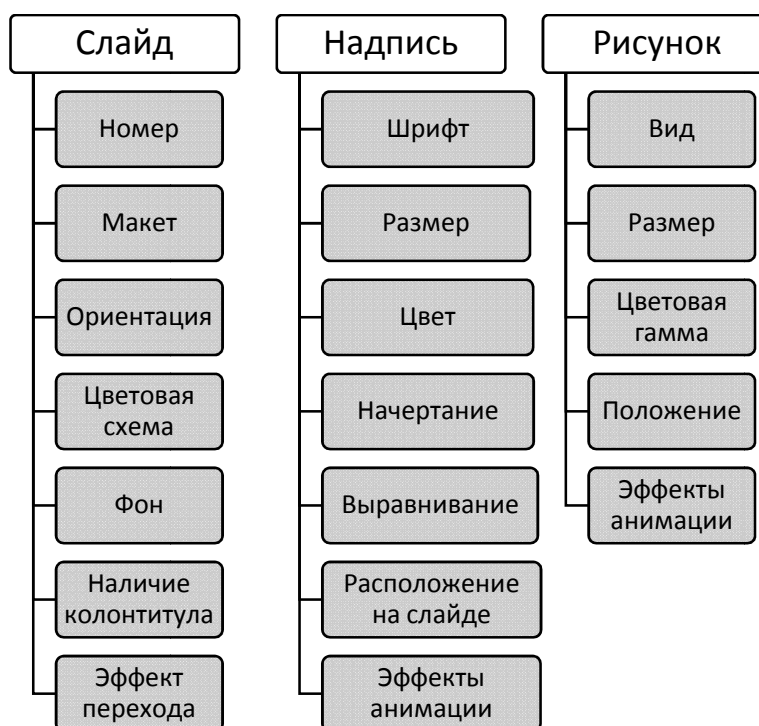 Слайд
Номер
Макет
Ориентация
Цветовая
схема
Фон
Наличие
колонтитула
Эффект
перехода
Надпись
Шрифт
Размер
Цвет
Начертание
Выравнивание
Расположение
на слайде
Эффекты
анимации
Рисунок
Вид
Размер
Цветовая
гамма
Положение
Эффекты
анимации